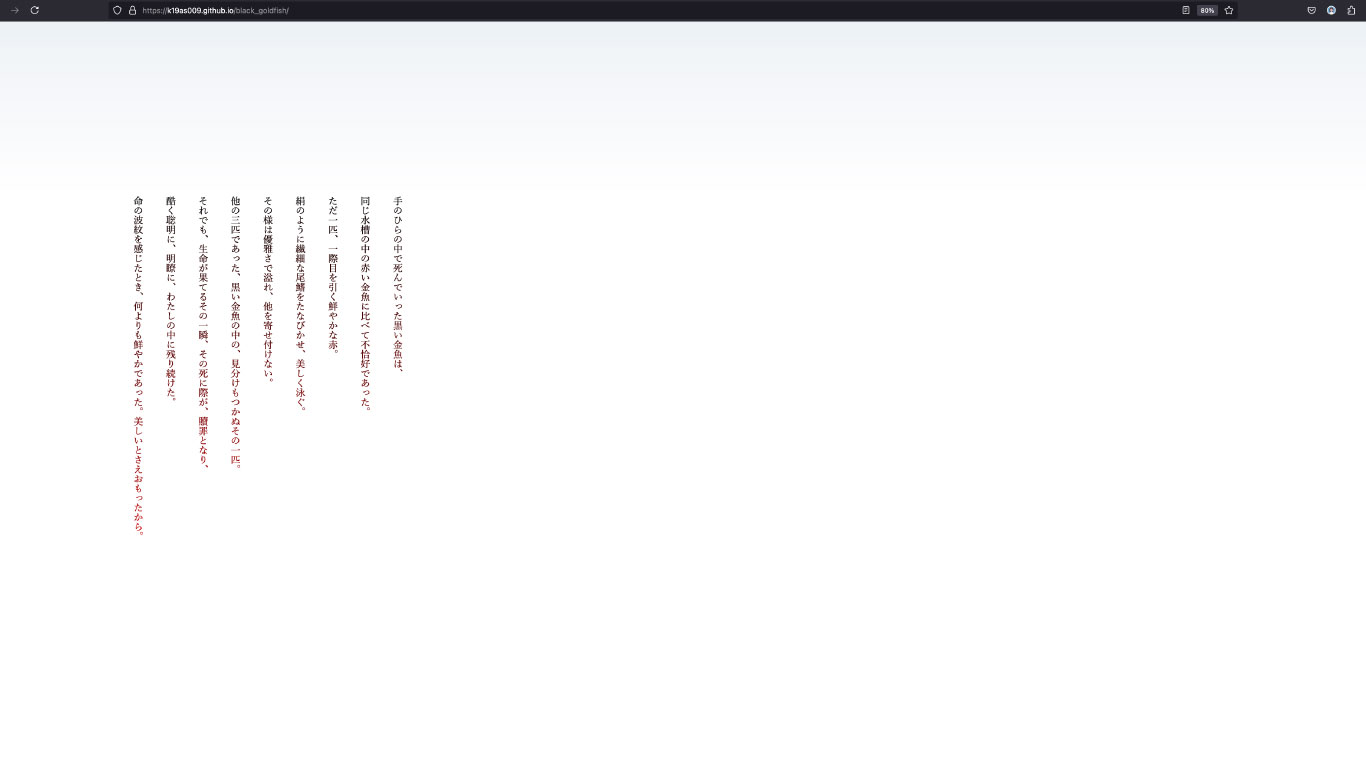 https://k19as009.github.io/black_goldfish/
80%
手のひらの中で死んでいった黒い金魚は、
同じ水槽の中の赤い金魚に比べて不恰好であった。
ただ一匹、一際目を引く鮮やかな赤。
絹のように繊細な尾鰭をたなびかせ、美しく泳ぐ。
その様は優雅さで溢れ、他を寄せ付けない。
他の三匹であった、黒い金魚の中の、見分けもつかぬその一匹。
それでも、生命が果てるその一瞬、その死に際が、贖罪となり、
酷く聡明に、明瞭に、わたしの中に残り続けた。
命の波紋を感じたとき、何よりも鮮やかであった。美しいとさえおもったから。